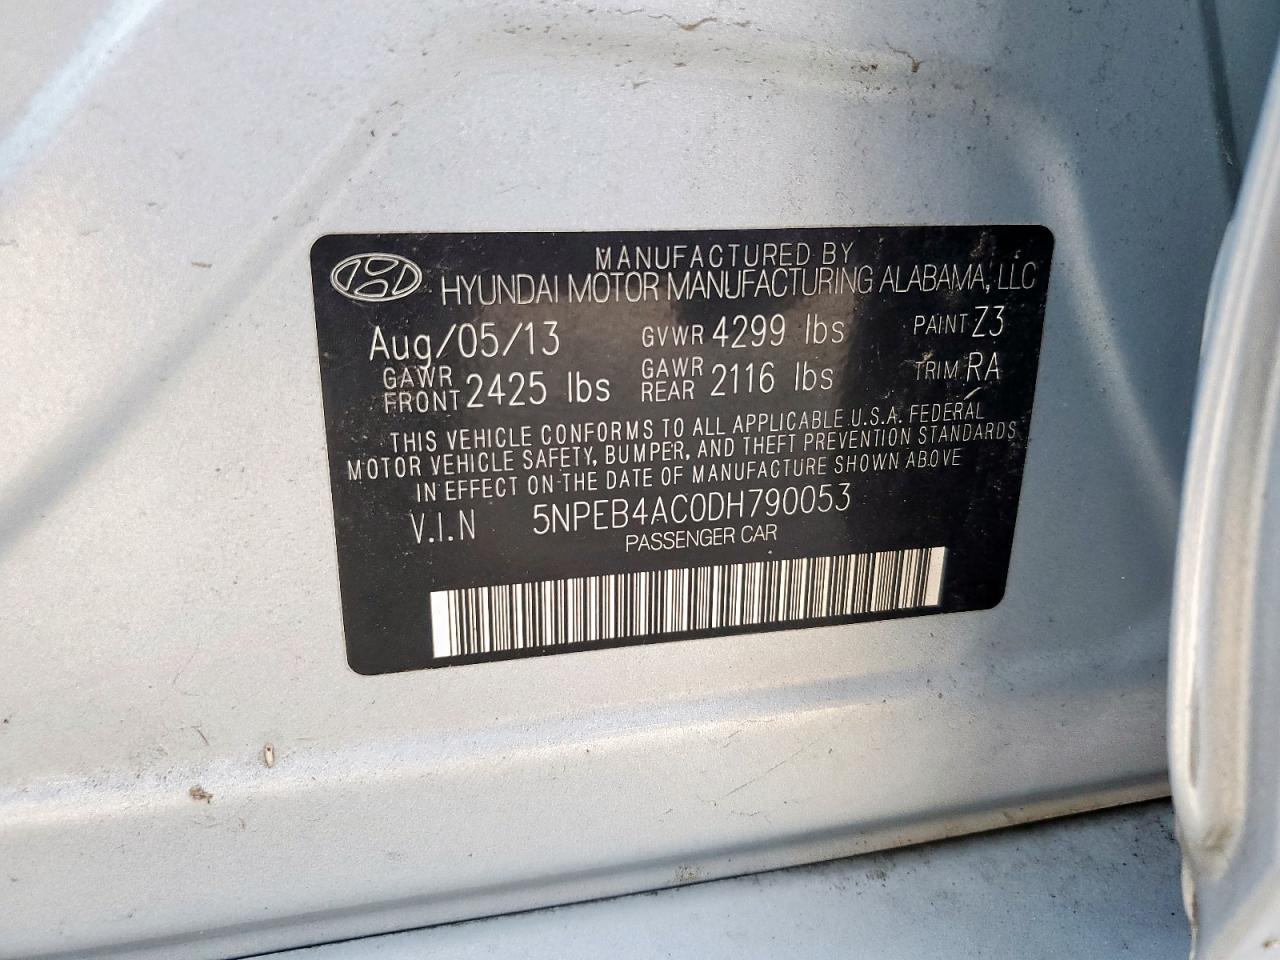 MANUFACTURED BY
HYUNDAI MOTOR MANUFACTURING ALABAMA, LLC
Aug/05/13 GVWR 4299 lbs PAINT Z3
GAWR FRONT 2425 lbs GAWR REAR 2116 lbs TRIM RA
THIS VEHICLE CONFORMS TO ALL APPLICABLE U.S.A. FEDERAL
MOTOR VEHICLE SAFETY, BUMPER, AND THEFT PREVENTION STANDARDS
IN EFFECT ON THE DATE OF MANUFACTURE SHOWN ABOVE
V.I.N 5NPEB4AC0DH790053
PASSENGER CAR